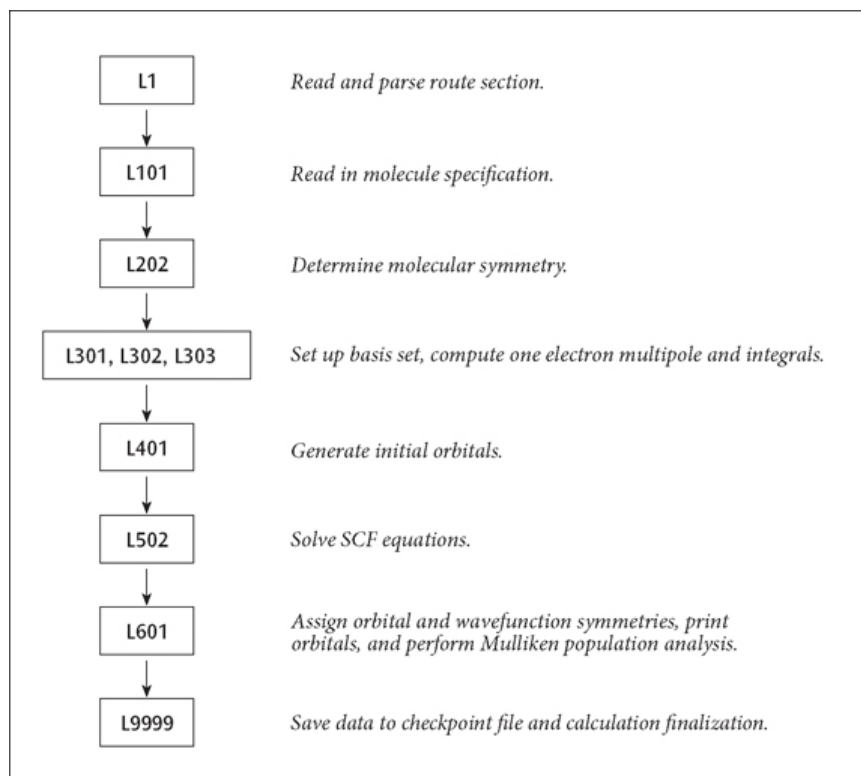 L1 Read and parse route section.
L101 Read in molecule specification.
L202 Determine molecular symmetry.
L301, L302, L303 Set up basis set, compute one electron multipole and integrals.
L401 Generate initial orbitals.
L502 Solve SCF equations.
L601 Assign orbital and wavefunction symmetries, print
orbitals, and perform Mulliken population analysis.
L9999 Save data to checkpoint file and calculation finalization.